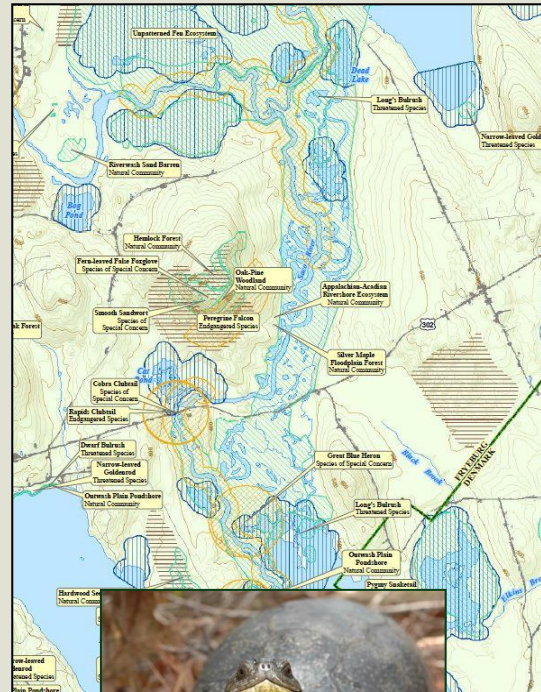 Unpatterned Fen Ecosystem
Dead
Lake
Long's Bulrush
Threatened Species
Narrow-leaved Gold
Threatened Species
Riverwash Sand Barren
Natural Community
Bog
Pond
Hemlock Forest
Natural Community
Fern-leaved False Foxglove
Species of Special Concern
Oak-Pine
Woodland
Natural Community
Appalachian-Acadian
Rivershore Ecosystem
Natural Community
Smooth Sandwort
Species of
Special Concern
Peregrine Falcon
Endangered Species
ak Forest
302
Silver Maple
Floodplain Forest
Natural Community
Cat
Pond
Cobra Clubtail
Species of
Special Concern
Rapids Clubtail
Endangered Species
Dwarf Bulrush
Threatened Species
Narrow-leaved
Goldenrod
Threatened Species
Outwash Plain Pondshore
Natural Community
Great Blue Heron
Species of Special Concern
Brook
FRYEBURG
DENMARK
Long's Bulrush
Threatened Species
Outwash Plain
Pondshore
Natural Community
Pygmy Snaketail
Elkins Bro
Hardwood See
Natural Comm
row-leaved
ldenrod
atened Species
Plain Pondshore